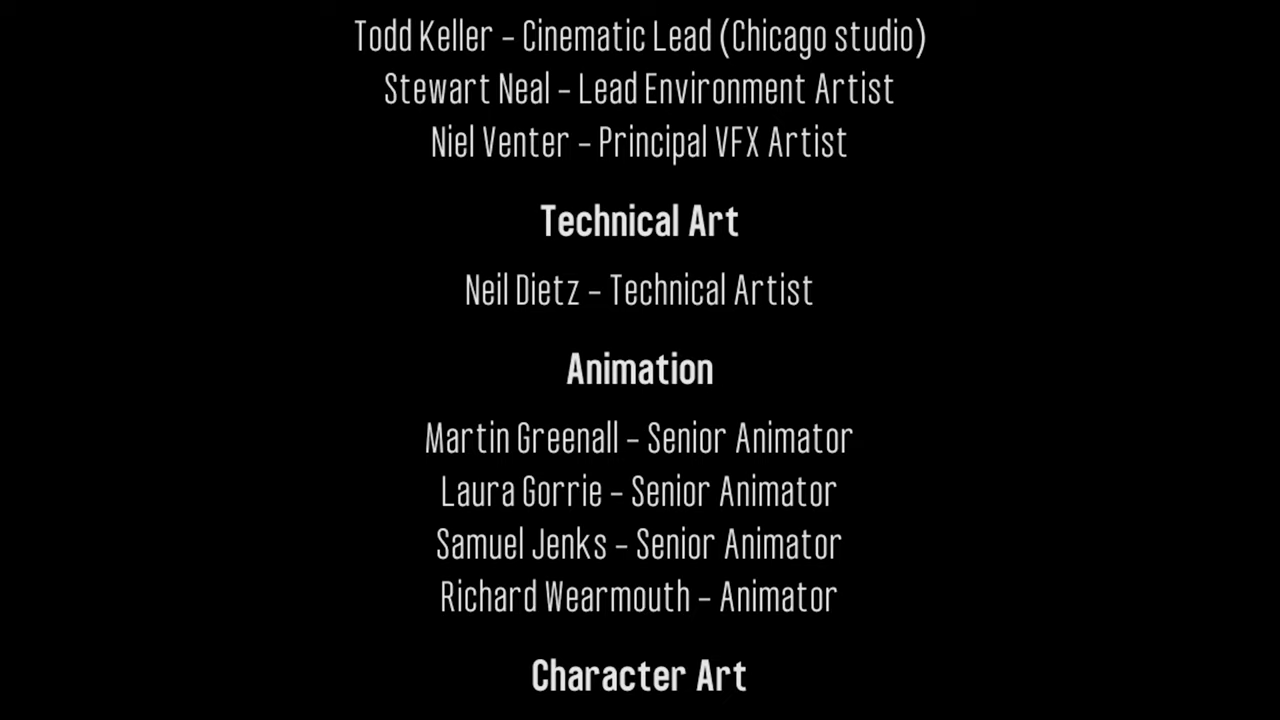 Todd Keller – Cinematic Lead (Chicago studio)
Stewart Neal – Lead Environment Artist
Niel Venter – Principal VFX Artist
Technical Art
Neil Dietz – Technical Artist
Animation
Martin Greenall – Senior Animator
Laura Gorrie – Senior Animator
Samuel Jenks – Senior Animator
Richard Wearmouth – Animator
Character Art